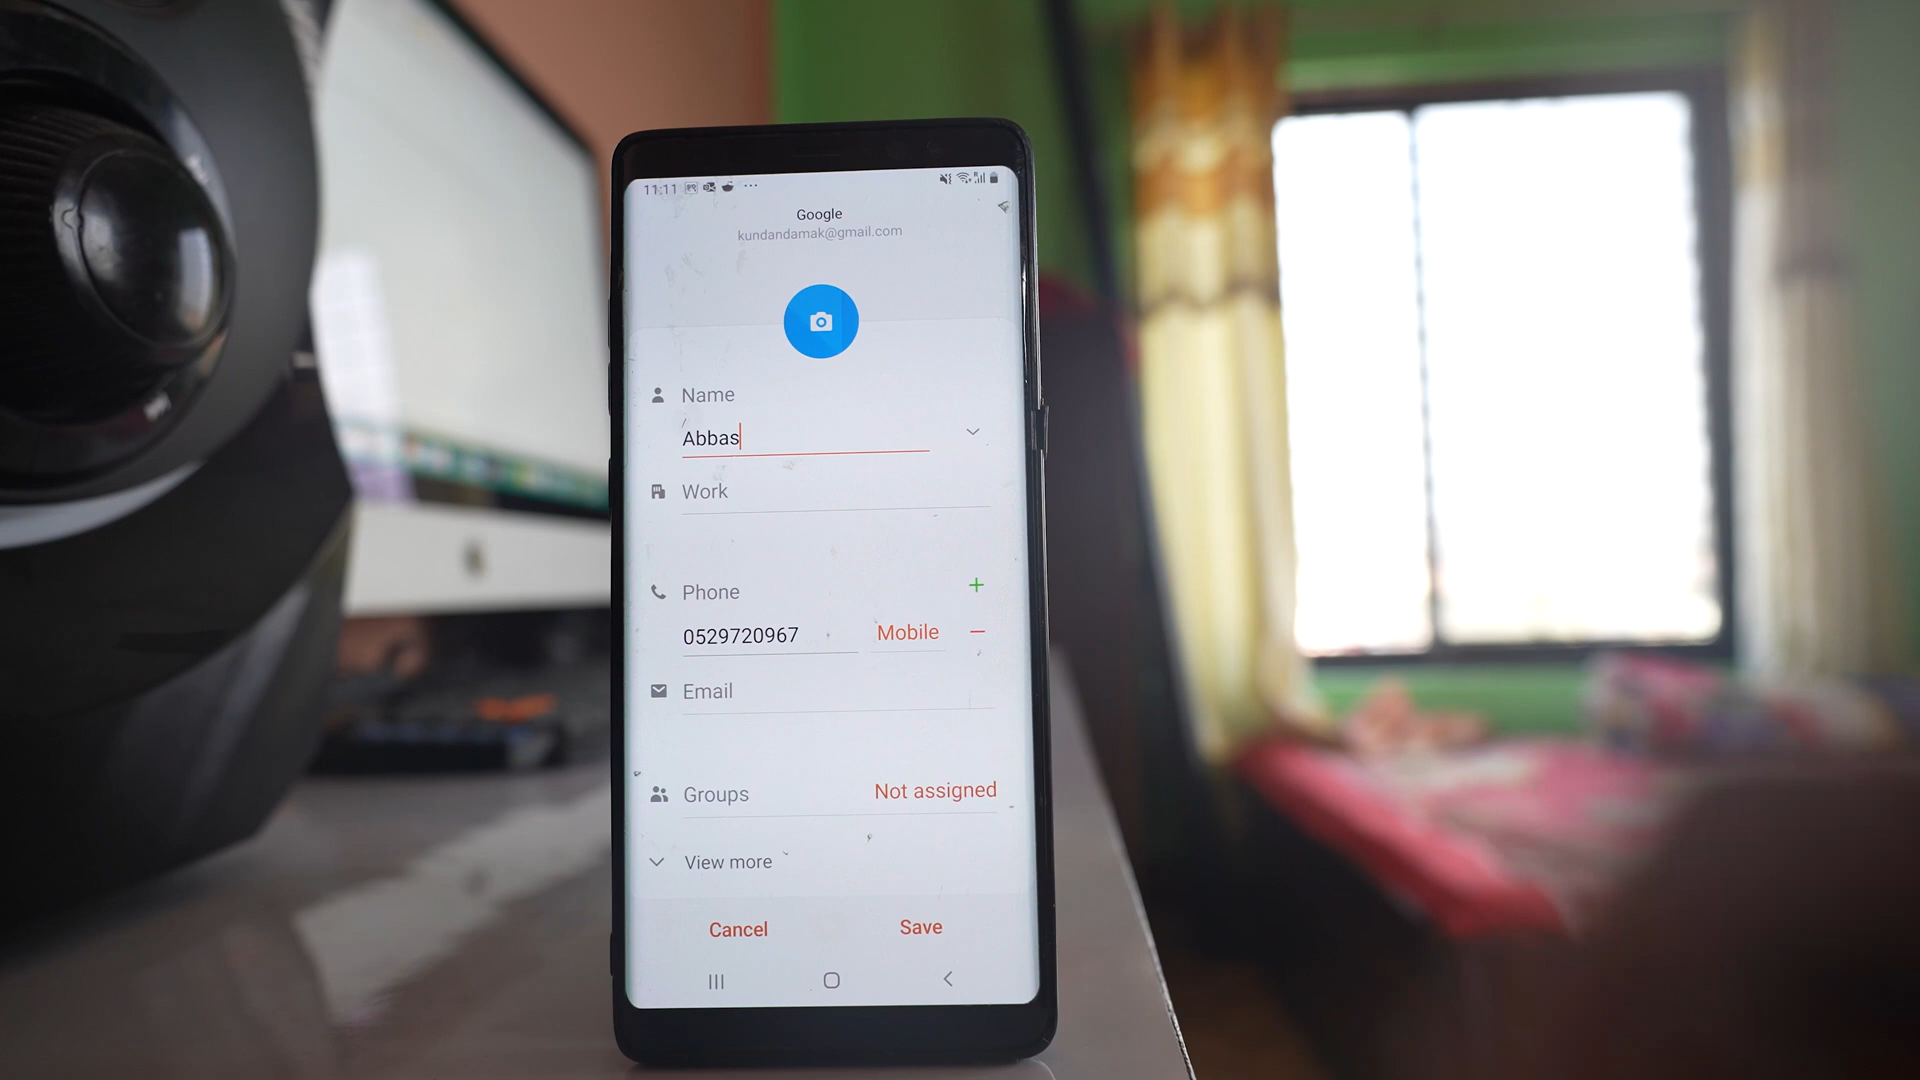 11:11
Google
kundandamak@gmail.com
Name
Abbas
Work
Phone
0529720967 Mobile
Email
Groups Not assigned
View more
Cancel Save